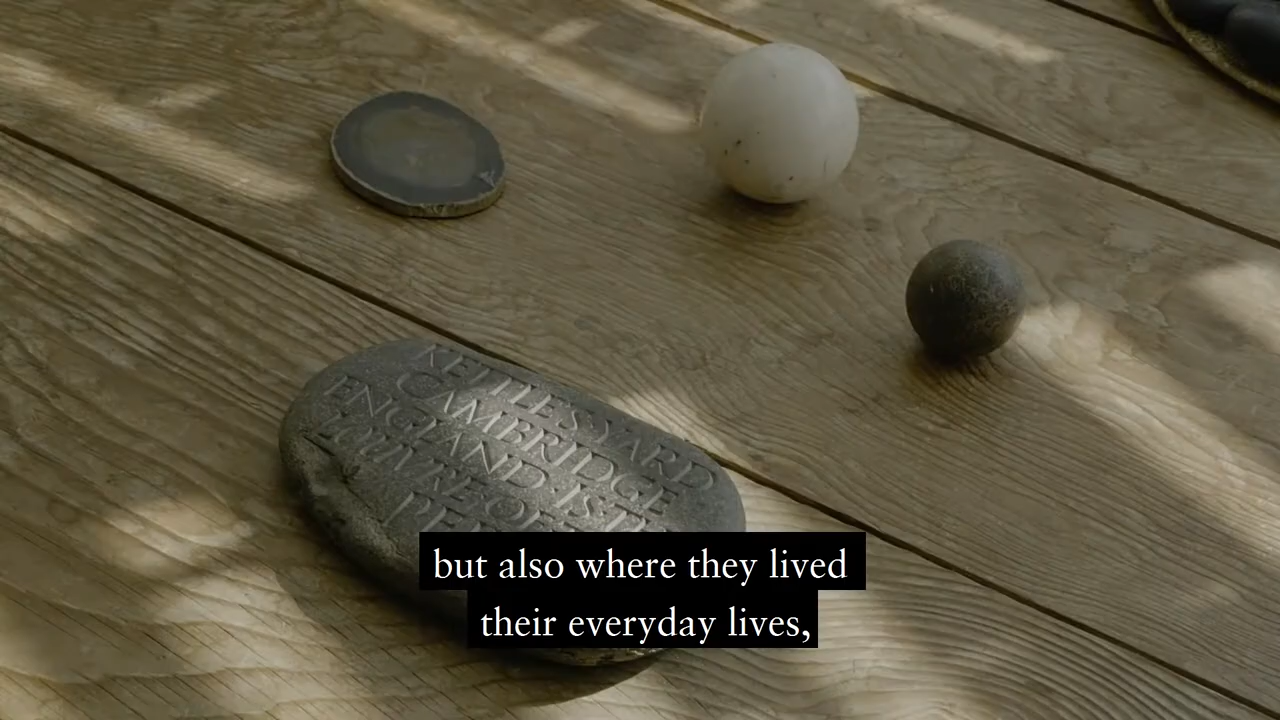 KETTLE'S YARD
CAMBRIDGE
ENGLAND IS
LOUVRE OF
but also where they lived
their everyday lives,